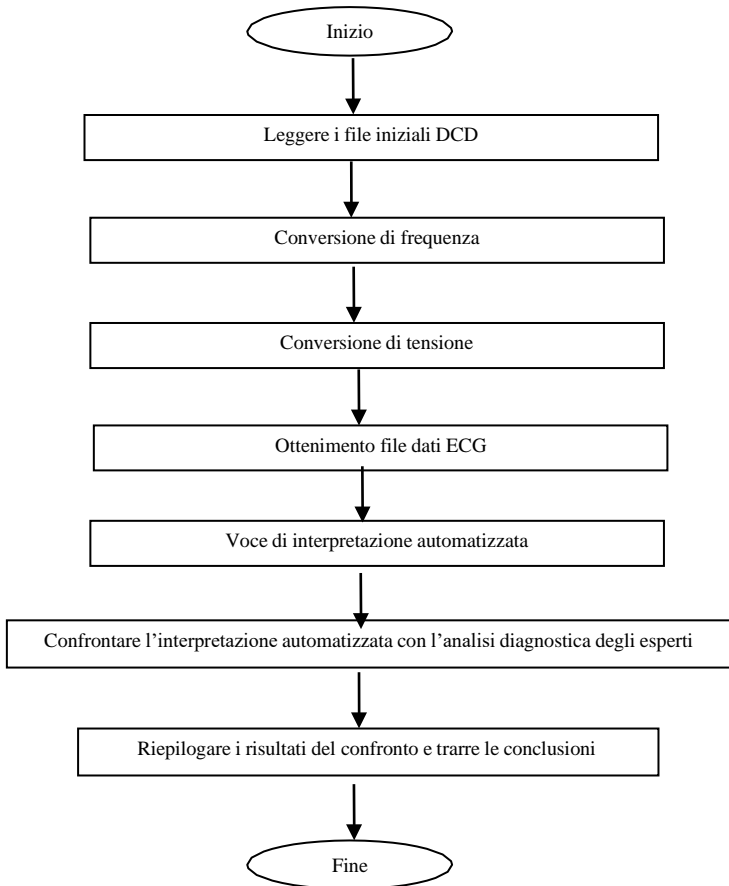 Inizio
Leggere i file iniziali DCD
Conversione di frequenza
Conversione di tensione
Ottenimento file dati ECG
Voce di interpretazione automatizzata
Confrontare l’interpretazione automatizzata con l’analisi diagnostica degli esperti
Riepilogare i risultati del confronto e trarre le conclusioni
Fine